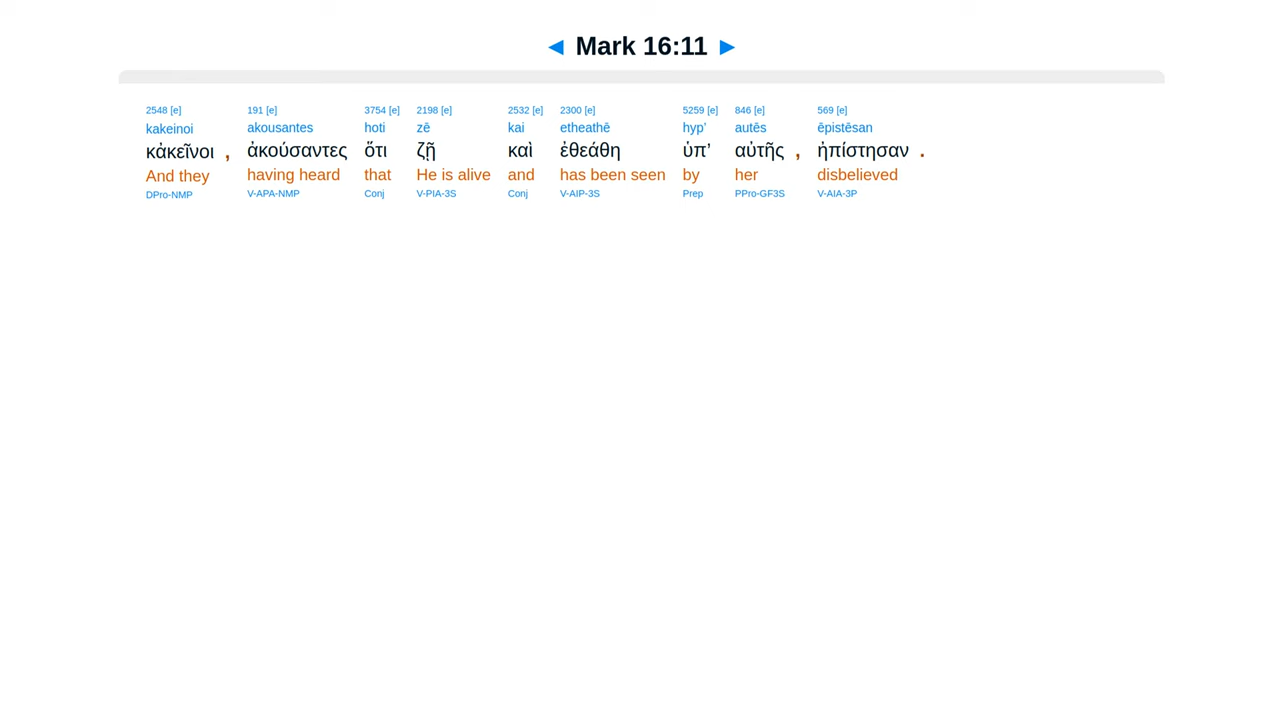 ◄ Mark 16:11 ►
2548 [e] 191 [e] 3754 [e] 2198 [e] 2532 [e] 2300 [e] 5259 [e] 846 [e] 569 [e]
kakeinoi akousantes hoti zē kai etheathē hyp’ autēs ēpistēsan
κἀκεῖνοι , ἀκούσαντες ὅτι ζῇ καὶ ἐθεάθη ὑπ’ αὐτῆς , ἠπίστησαν .
And they having heard that He is alive and has been seen by her disbelieved
DPro-NMP V-APA-NMP Conj V-PIA-3S Conj V-AIP-3S Prep PPro-GF3S V-AIA-3P